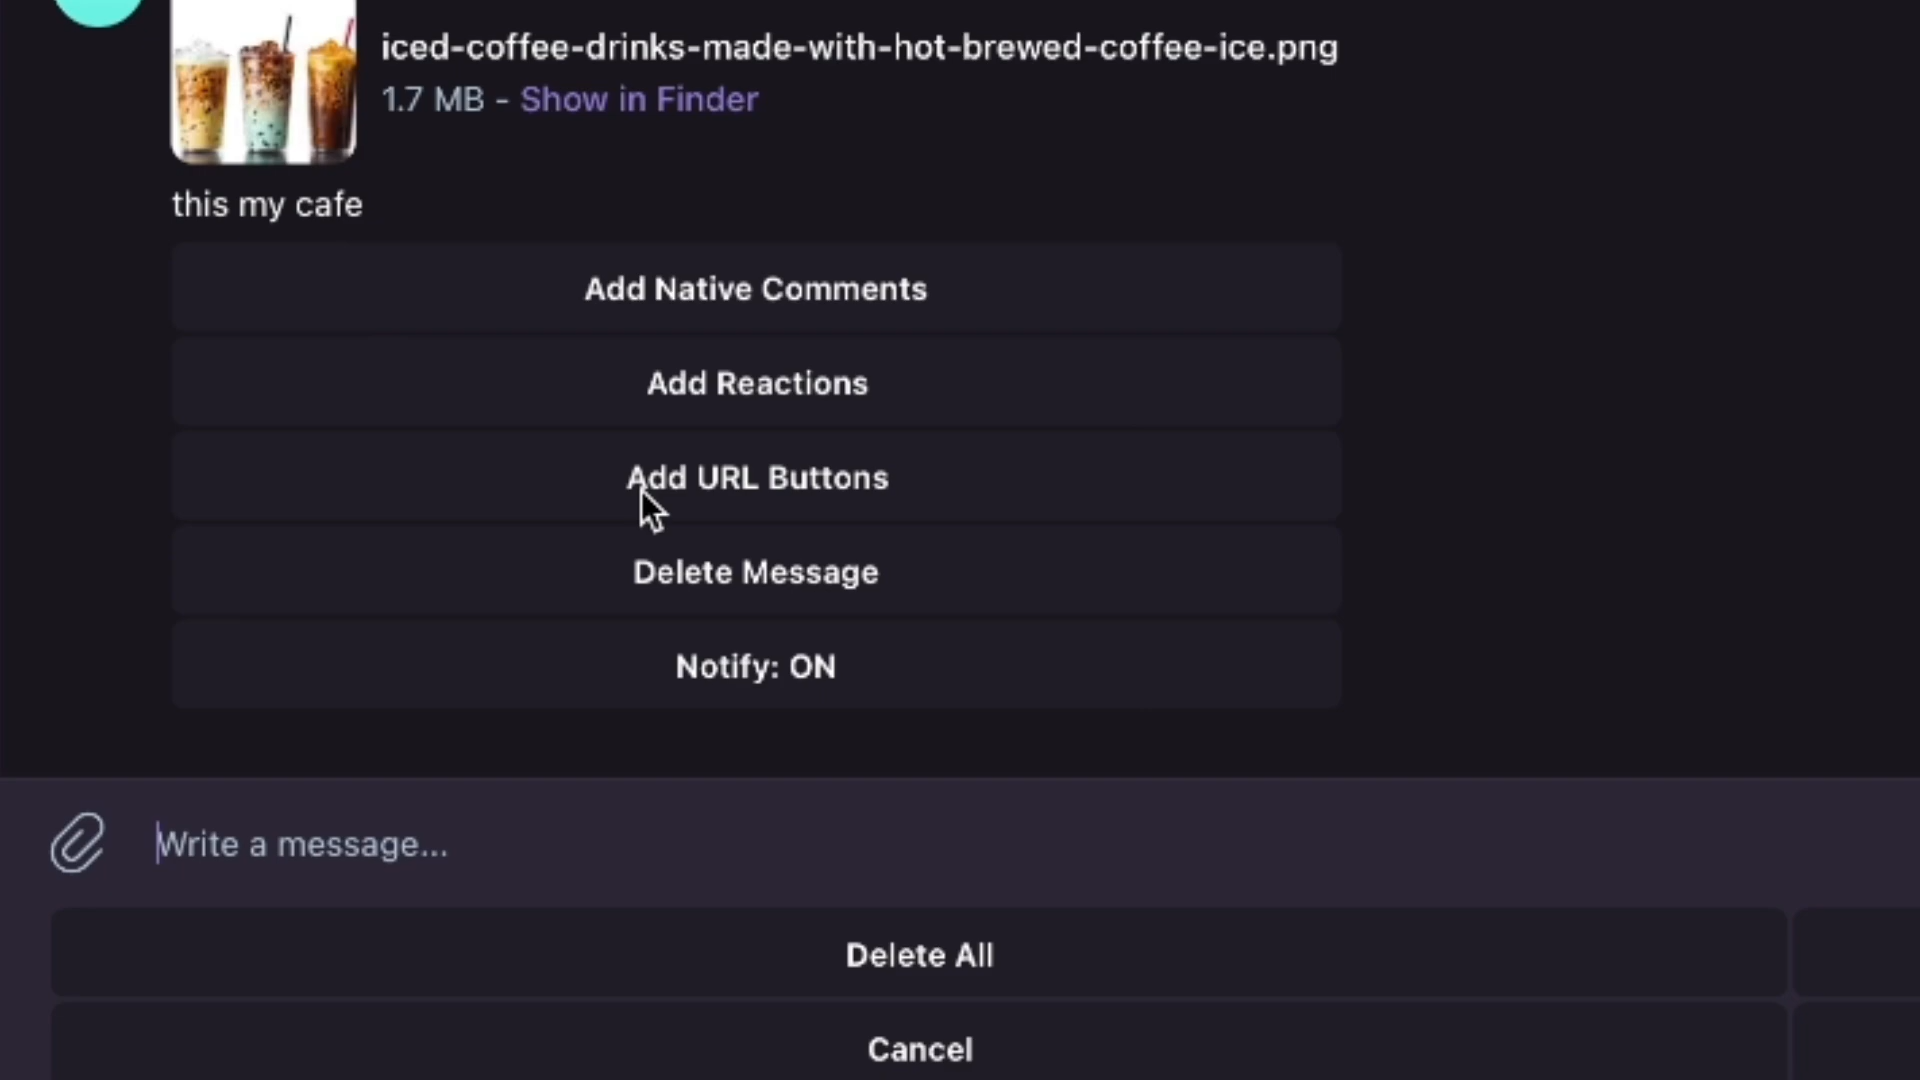 iced-coffee-drinks-made-with-hot-brewed-coffee-ice.png
1.7 MB - Show in Finder
this my cafe
Add Native Comments
Add Reactions
Add URL Buttons
Delete Message
Notify: ON
Write a message...
Delete All
Cancel